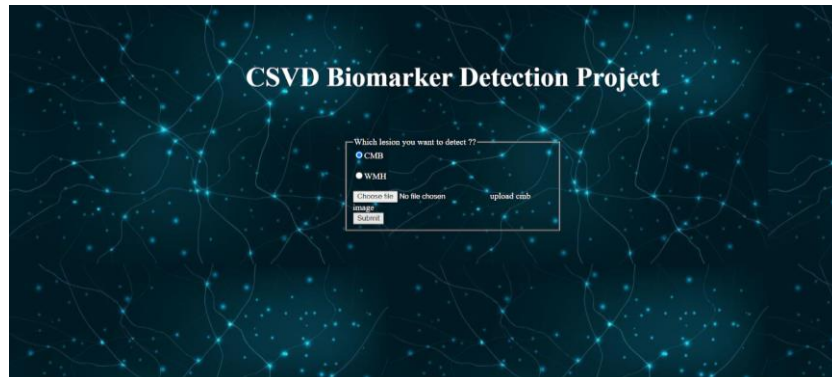 CSVD Biomarker Detection Project
Which lesion you want to detect ??
CMB
WMH
Choose file No file chosen upload cmb
image
Submit